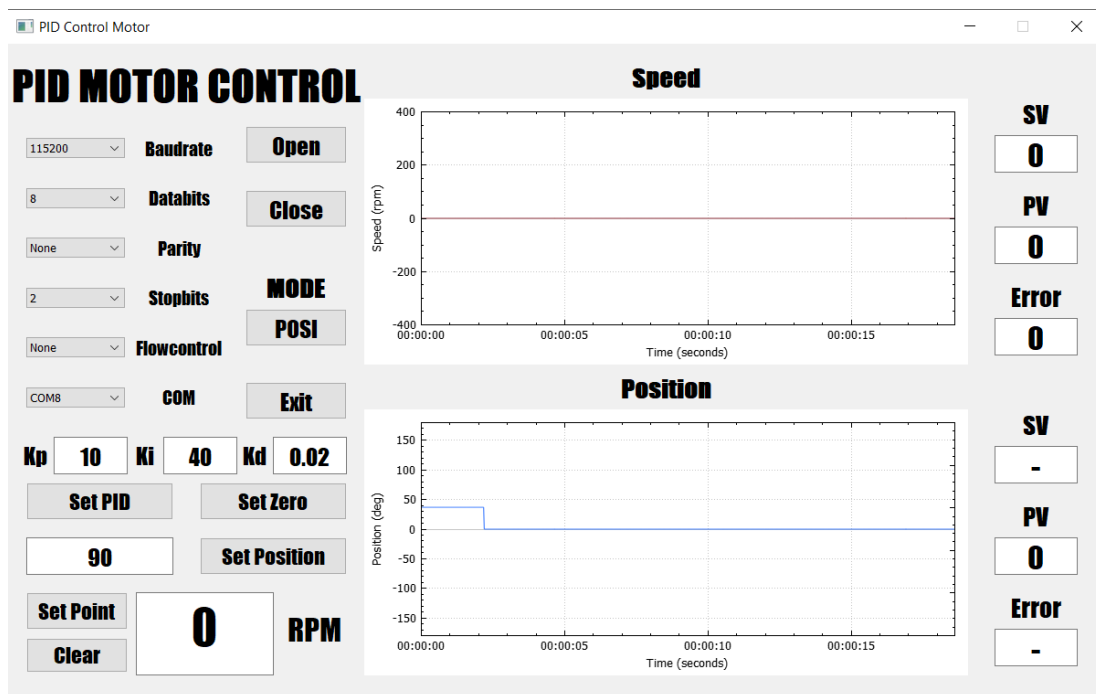 PID Control Motor
PID MOTOR CONTROL
115200 Baudrate Open
8 Databits Close
None Parity
2 Stopbits MODE
None Flowcontrol POSI
COM8 COM Exit
Kp 10 Ki 40 Kd 0.02
Set PID Set Zero
90 Set Position
Set Point 0 RPM
Clear
Speed
400
200
0
-200
-400
Speed (rpm)
00:00:00 00:00:05 00:00:10 00:00:15
Time (seconds)
SV
0
PV
0
Error
0
Position
150
100
50
0
-50
-100
-150
Position (deg)
00:00:00 00:00:05 00:00:10 00:00:15
Time (seconds)
SV
-
PV
0
Error
-